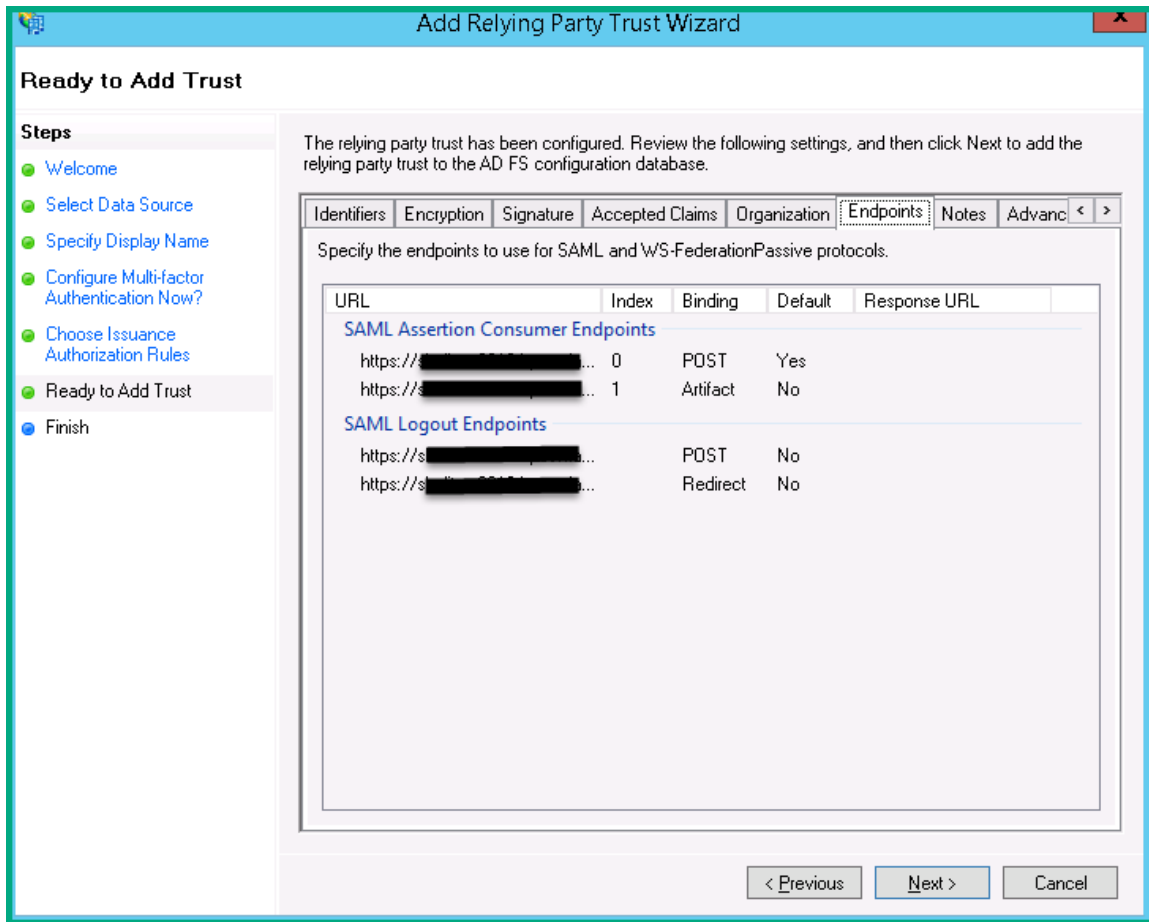 Add Relying Party Trust Wizard
X
Ready to Add Trust
Steps
Welcome
Select Data Source
Specify Display Name
Configure Multi-factor
Authentication Now?
Choose Issuance
Authorization Rules
Ready to Add Trust
Finish
The relying party trust has been configured. Review the following settings, and then click Next to add the
relying party trust to the AD FS configuration database.
Identifiers Encryption Signature Accepted Claims Organization Endpoints Notes Advanc < >
Specify the endpoints to use for SAML and WS-FederationPassive protocols.
URL Index Binding Default Response URL
SAML Assertion Consumer Endpoints
https:// ... 0 POST Yes
https:// ... 1 Artifact No
SAML Logout Endpoints
https://s ... POST No
https://s ... Redirect No
< Previous Next > Cancel